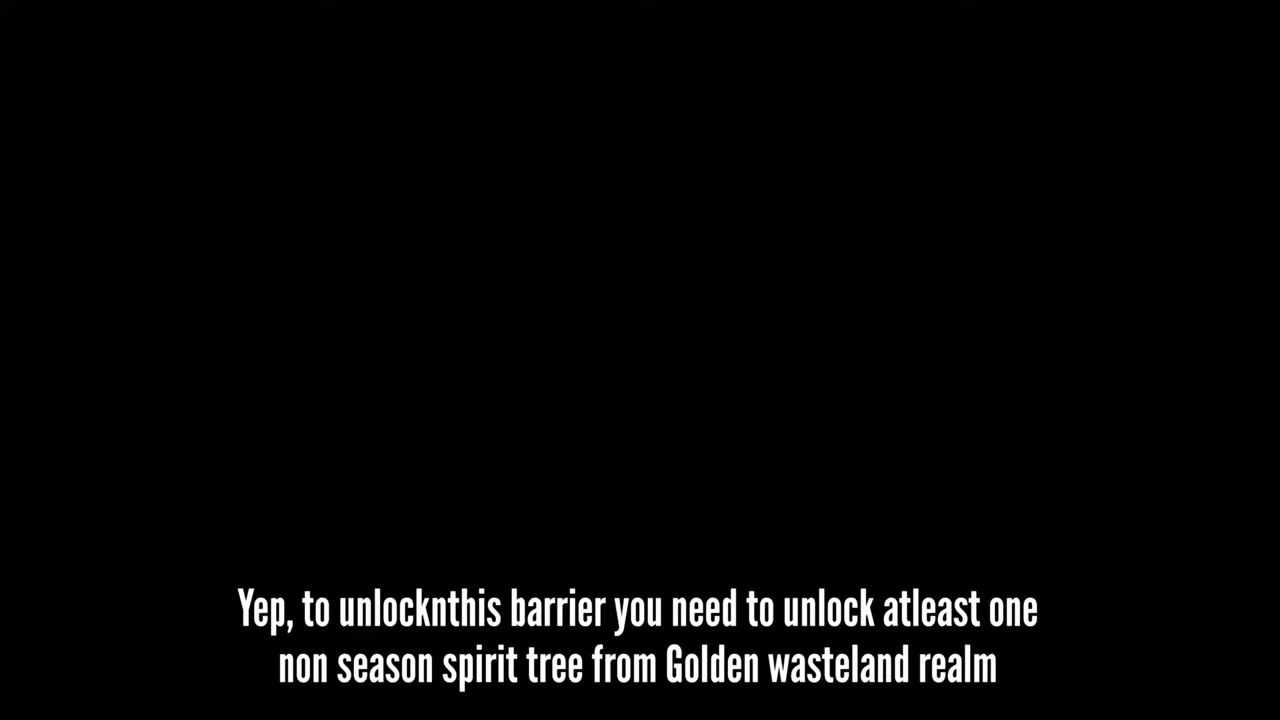 Yep, to unlocknthis barrier you need to unlock atleast one
non season spirit tree from Golden wasteland realm